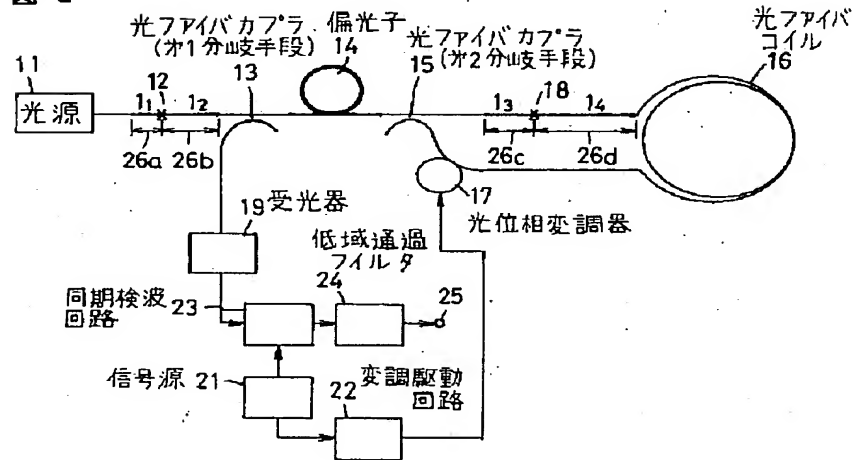 光ファイバカプラ
(才1分岐手段)
偏光子
14
光ファイバカプラ
(才2分岐手段)
光ファイバ
コイル
16
11
12
13
15
光源
l1
l2
l3
18
l4
26a
26b
26c
26d
17
光位相変調器
19 受光器
低域通過
フィルタ
24
25
同期検波
回路
23
信号源 21
変調駆動
回路
22